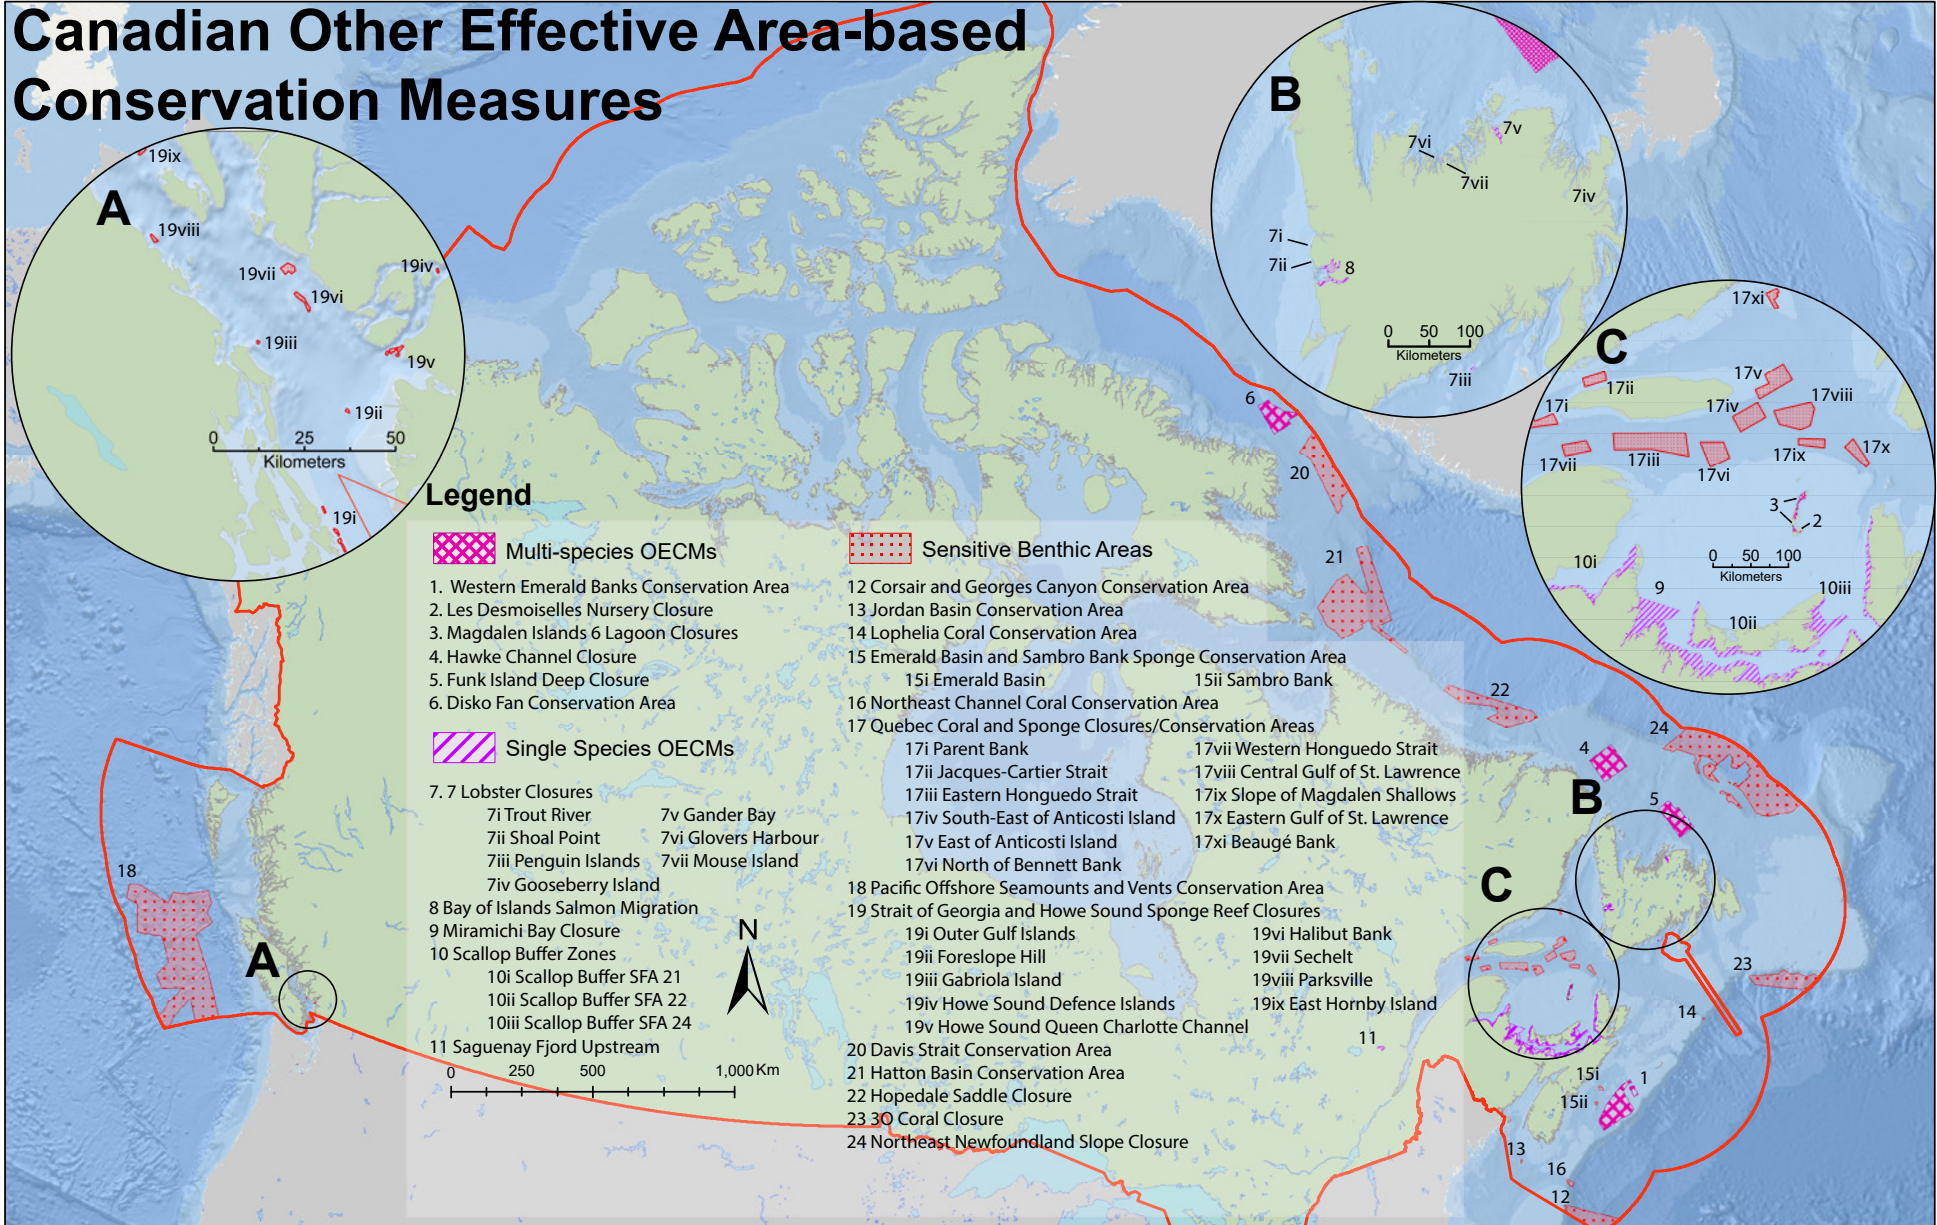 Canadian Other Effective Area-based
Conservation Measures
A
19ix
19viii
19vii
19iv
19vi
19iii
19v
19ii
0 25 50
Kilometers
19i
B
7v
7vi
7vii
7iv
7i
7ii
8
0 50 100
Kilometers
7iii
C
17xi
17ii
17v
17viii
17i
17iv
17vii
17iii
17vi
17ix
17x
3
2
0 50 100
Kilometers
10i
9
10iii
10ii
Legend
Multi-species OECMs
1. Western Emerald Banks Conservation Area
2. Les Desmoiselles Nursery Closure
3. Magdalen Islands 6 Lagoon Closures
4. Hawke Channel Closure
5. Funk Island Deep Closure
6. Disko Fan Conservation Area
Single Species OECMs
7. 7 Lobster Closures
7i Trout River 7v Gander Bay
7ii Shoal Point 7vi Glovers Harbour
7iii Penguin Islands 7vii Mouse Island
7iv Gooseberry Island
8 Bay of Islands Salmon Migration
9 Miramichi Bay Closure
10 Scallop Buffer Zones
10i Scallop Buffer SFA 21
10ii Scallop Buffer SFA 22
10iii Scallop Buffer SFA 24
11 Saguenay Fjord Upstream
0 250 500 1,000 Km
N
Sensitive Benthic Areas
12 Corsair and Georges Canyon Conservation Area
13 Jordan Basin Conservation Area
14 Lophelia Coral Conservation Area
15 Emerald Basin and Sambro Bank Sponge Conservation Area
15i Emerald Basin 15ii Sambro Bank
16 Northeast Channel Coral Conservation Area
17 Quebec Coral and Sponge Closures/Conservation Areas
17i Parent Bank 17vii Western Honguedo Strait
17ii Jacques-Cartier Strait 17viii Central Gulf of St. Lawrence
17iii Eastern Honguedo Strait 17ix Slope of Magdalen Shallows
17iv South-East of Anticosti Island 17x Eastern Gulf of St. Lawrence
17v East of Anticosti Island 17xi Beaugé Bank
17vi North of Bennett Bank
18 Pacific Offshore Seamounts and Vents Conservation Area
19 Strait of Georgia and Howe Sound Sponge Reef Closures
19i Outer Gulf Islands 19vi Halibut Bank
19ii Foreslope Hill 19vii Sechelt
19iii Gabriola Island 19viii Parksville
19iv Howe Sound Defence Islands 19ix East Hornby Island
19v Howe Sound Queen Charlotte Channel
20 Davis Strait Conservation Area
21 Hatton Basin Conservation Area
22 Hopedale Saddle Closure
23 3O Coral Closure
24 Northeast Newfoundland Slope Closure
6
20
21
22
24
4
5
B
C
18
A
23
14
11
15i
1
15ii
13
16
12